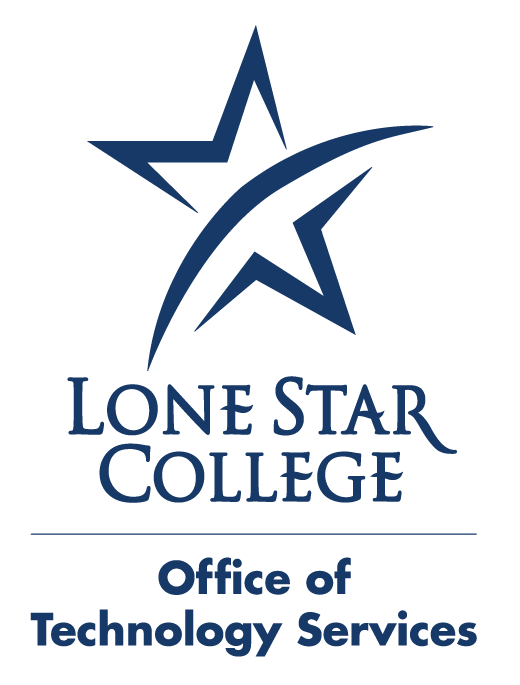 LONE STAR
COLLEGE
Office of
Technology Services